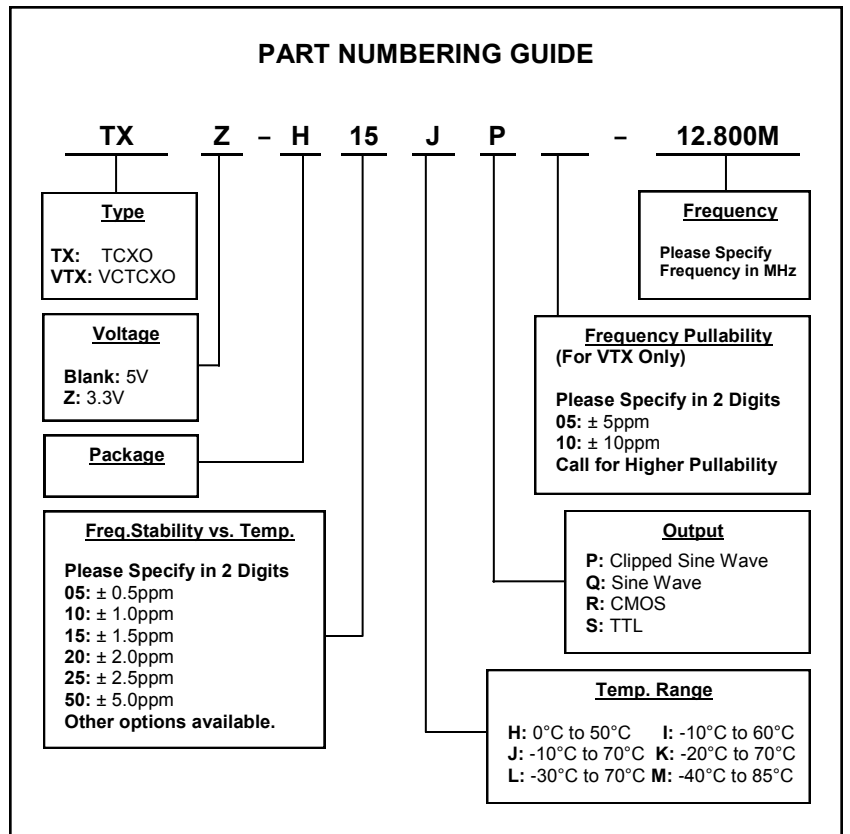 PART NUMBERING GUIDE
TX Z – H 15 J P – 12.800M
Type
TX: TCXO
VTX: VCTCXO
Voltage
Blank: 5V
Z: 3.3V
Package
Freq.Stability vs. Temp.
Please Specify in 2 Digits
05: ± 0.5ppm
10: ± 1.0ppm
15: ± 1.5ppm
20: ± 2.0ppm
25: ± 2.5ppm
50: ± 5.0ppm
Other options available.
Frequency
Please Specify
Frequency in MHz
Frequency Pullability
(For VTX Only)
Please Specify in 2 Digits
05: ± 5ppm
10: ± 10ppm
Call for Higher Pullability
Output
P: Clipped Sine Wave
Q: Sine Wave
R: CMOS
S: TTL
Temp. Range
H: 0°C to 50°C I: -10°C to 60°C
J: -10°C to 70°C K: -20°C to 70°C
L: -30°C to 70°C M: -40°C to 85°C